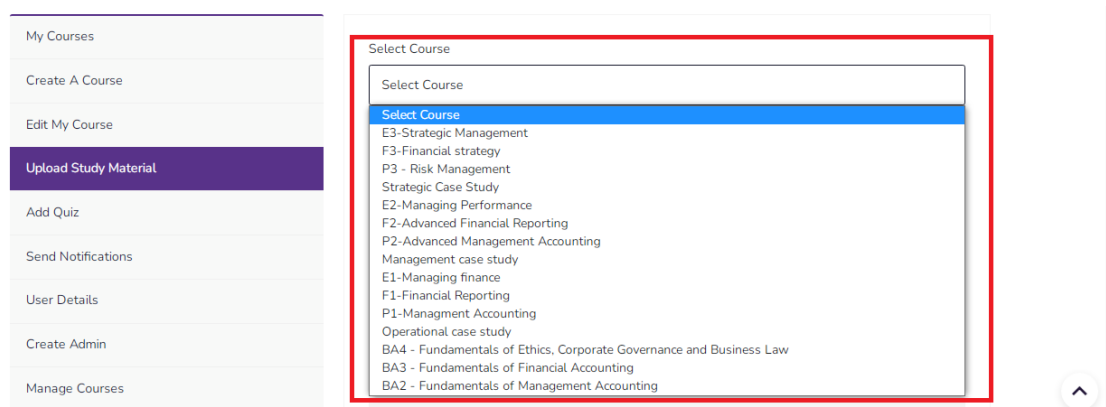 My Courses
Create A Course
Edit My Course
Upload Study Material
Add Quiz
Send Notifications
User Details
Create Admin
Manage Courses
Select Course
Select Course
Select Course
E3-Strategic Management
F3-Financial strategy
P3 - Risk Management
Strategic Case Study
E2-Managing Performance
F2-Advanced Financial Reporting
P2-Advanced Management Accounting
Management case study
E1-Managing finance
F1-Financial Reporting
P1-Managment Accounting
Operational case study
BA4 - Fundamentals of Ethics, Corporate Governance and Business Law
BA3 - Fundamentals of Financial Accounting
BA2 - Fundamentals of Management Accounting